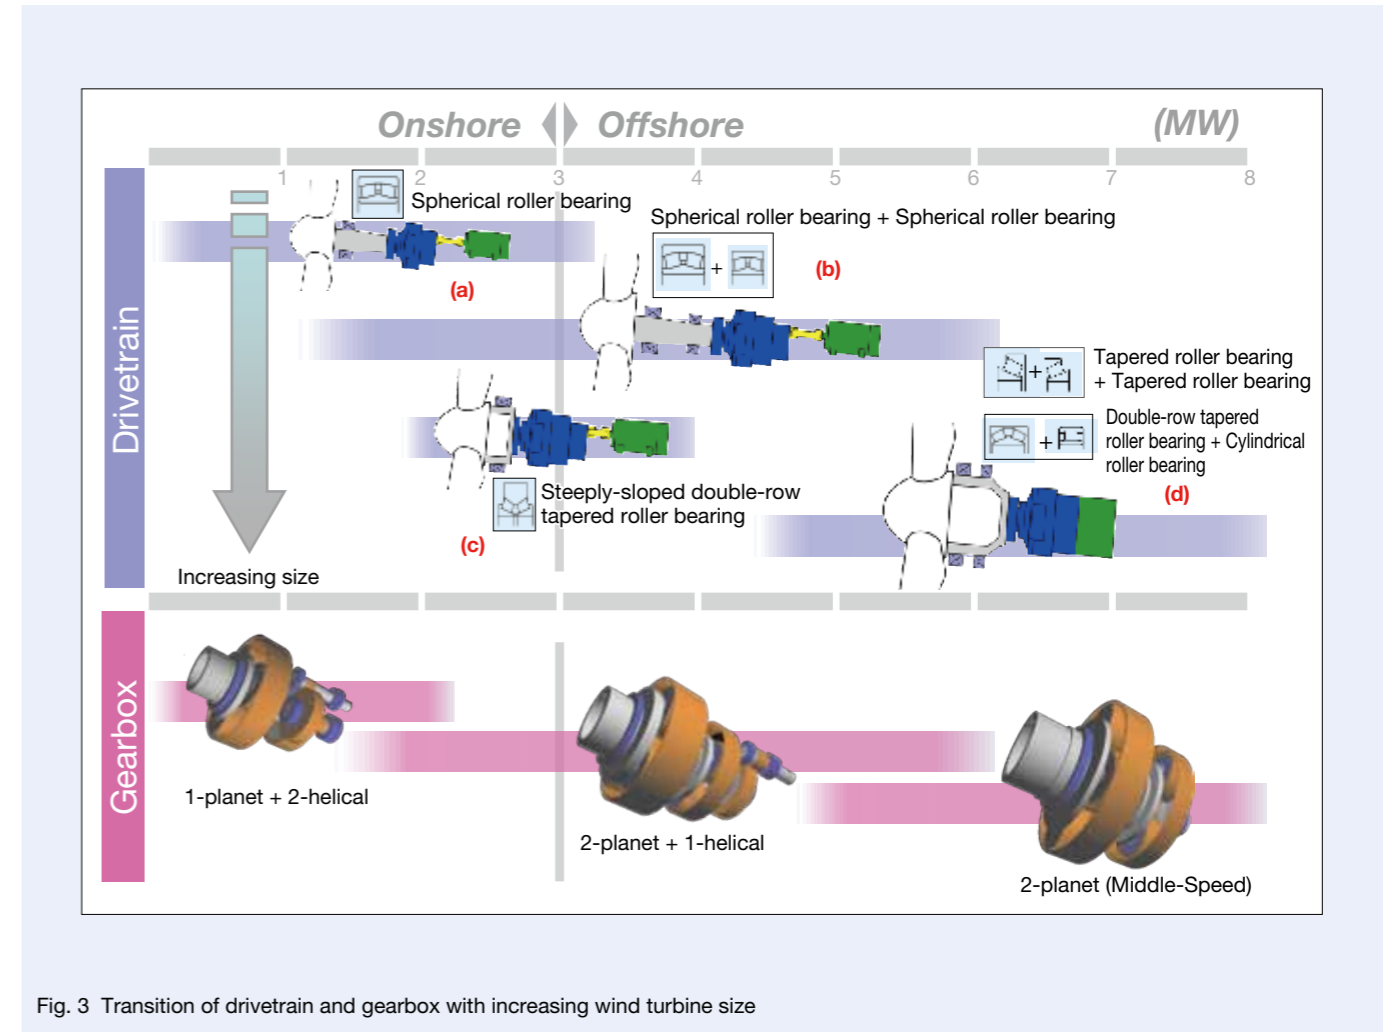 Onshore Offshore (MW)
1 2 3 4 5 6 7 8
Drivetrain
Spherical roller bearing
(a)
Spherical roller bearing + Spherical roller bearing
+
(b)
+
Tapered roller bearing
+ Tapered roller bearing
+
Double-row tapered
roller bearing + Cylindrical
roller bearing
(d)
Steeply-sloped double-row
tapered roller bearing
(c)
Increasing size
Gearbox
1-planet + 2-helical
2-planet + 1-helical
2-planet (Middle-Speed)
Fig. 3 Transition of drivetrain and gearbox with increasing wind turbine size